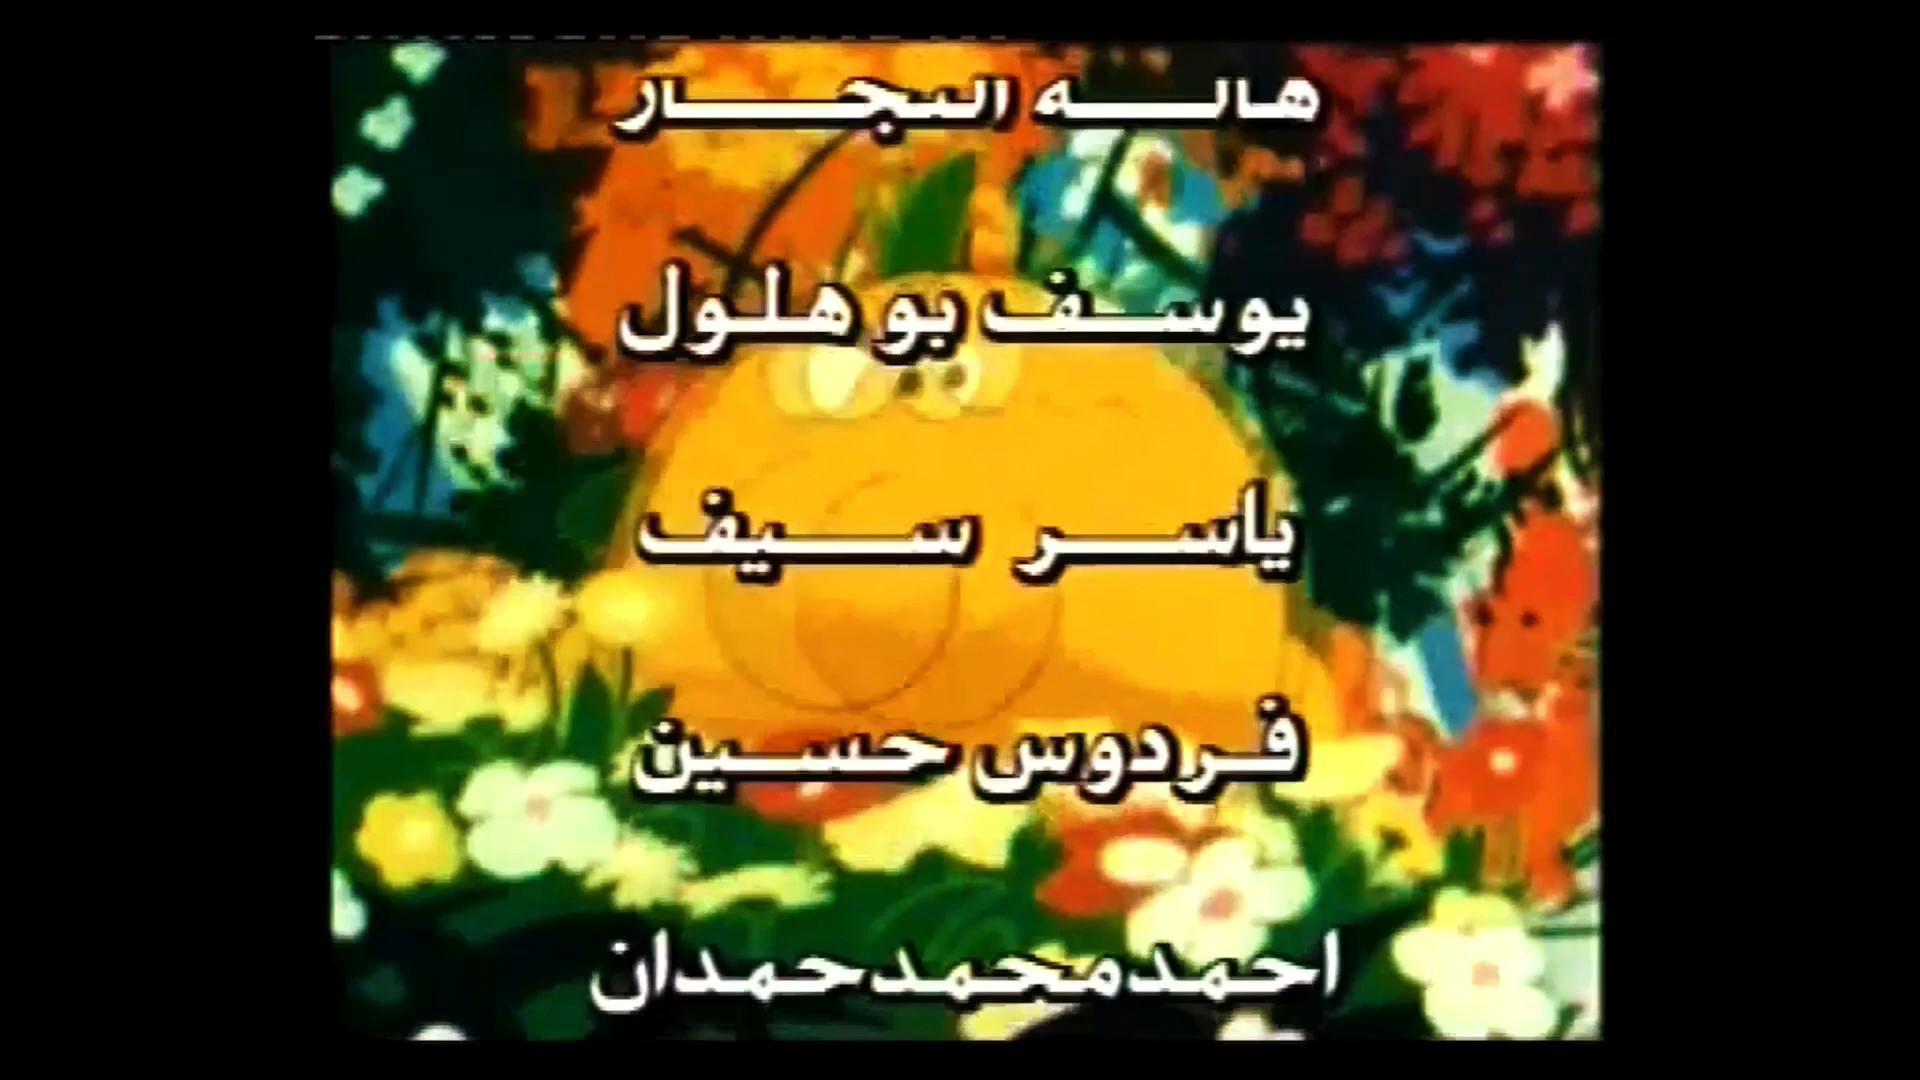 هاله النجار
يوسف بو هلول
ياسر سيف
فردوس حسين
احمد محمد حمدان